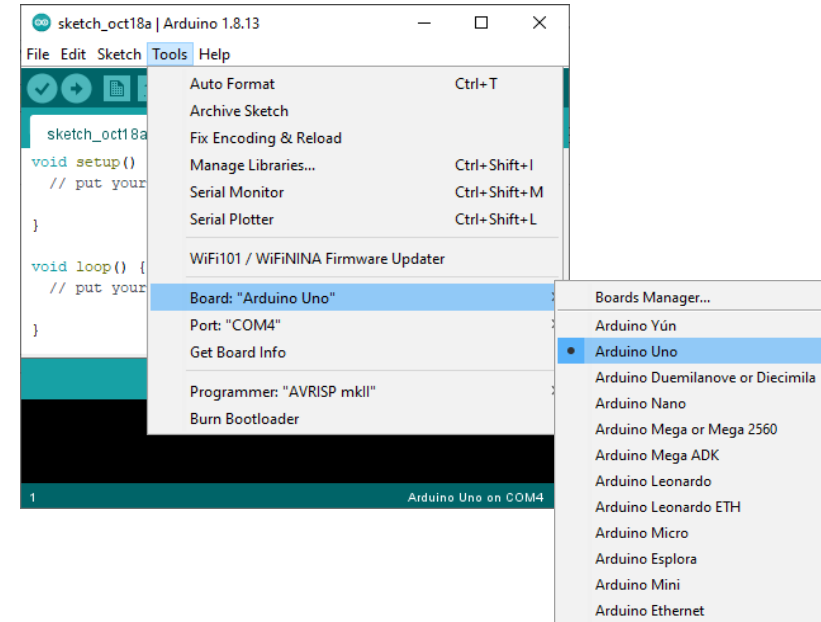 sketch_oct18a | Arduino 1.8.13
File Edit Sketch Tools Help
sketch_oct18a
void setup()
// put your
}
void loop() {
// put your
}
Auto Format Ctrl+T
Archive Sketch
Fix Encoding & Reload
Manage Libraries... Ctrl+Shift+I
Serial Monitor Ctrl+Shift+M
Serial Plotter Ctrl+Shift+L
WiFi101 / WiFiNINA Firmware Updater
Board: "Arduino Uno"
Port: "COM4"
Get Board Info
Programmer: "AVRISP mkII"
Burn Bootloader
Boards Manager...
Arduino Yún
Arduino Uno
Arduino Duemilanove or Diecimila
Arduino Nano
Arduino Mega or Mega 2560
Arduino Mega ADK
Arduino Leonardo
Arduino Leonardo ETH
Arduino Micro
Arduino Esplora
Arduino Mini
Arduino Ethernet
1 Arduino Uno on COM4